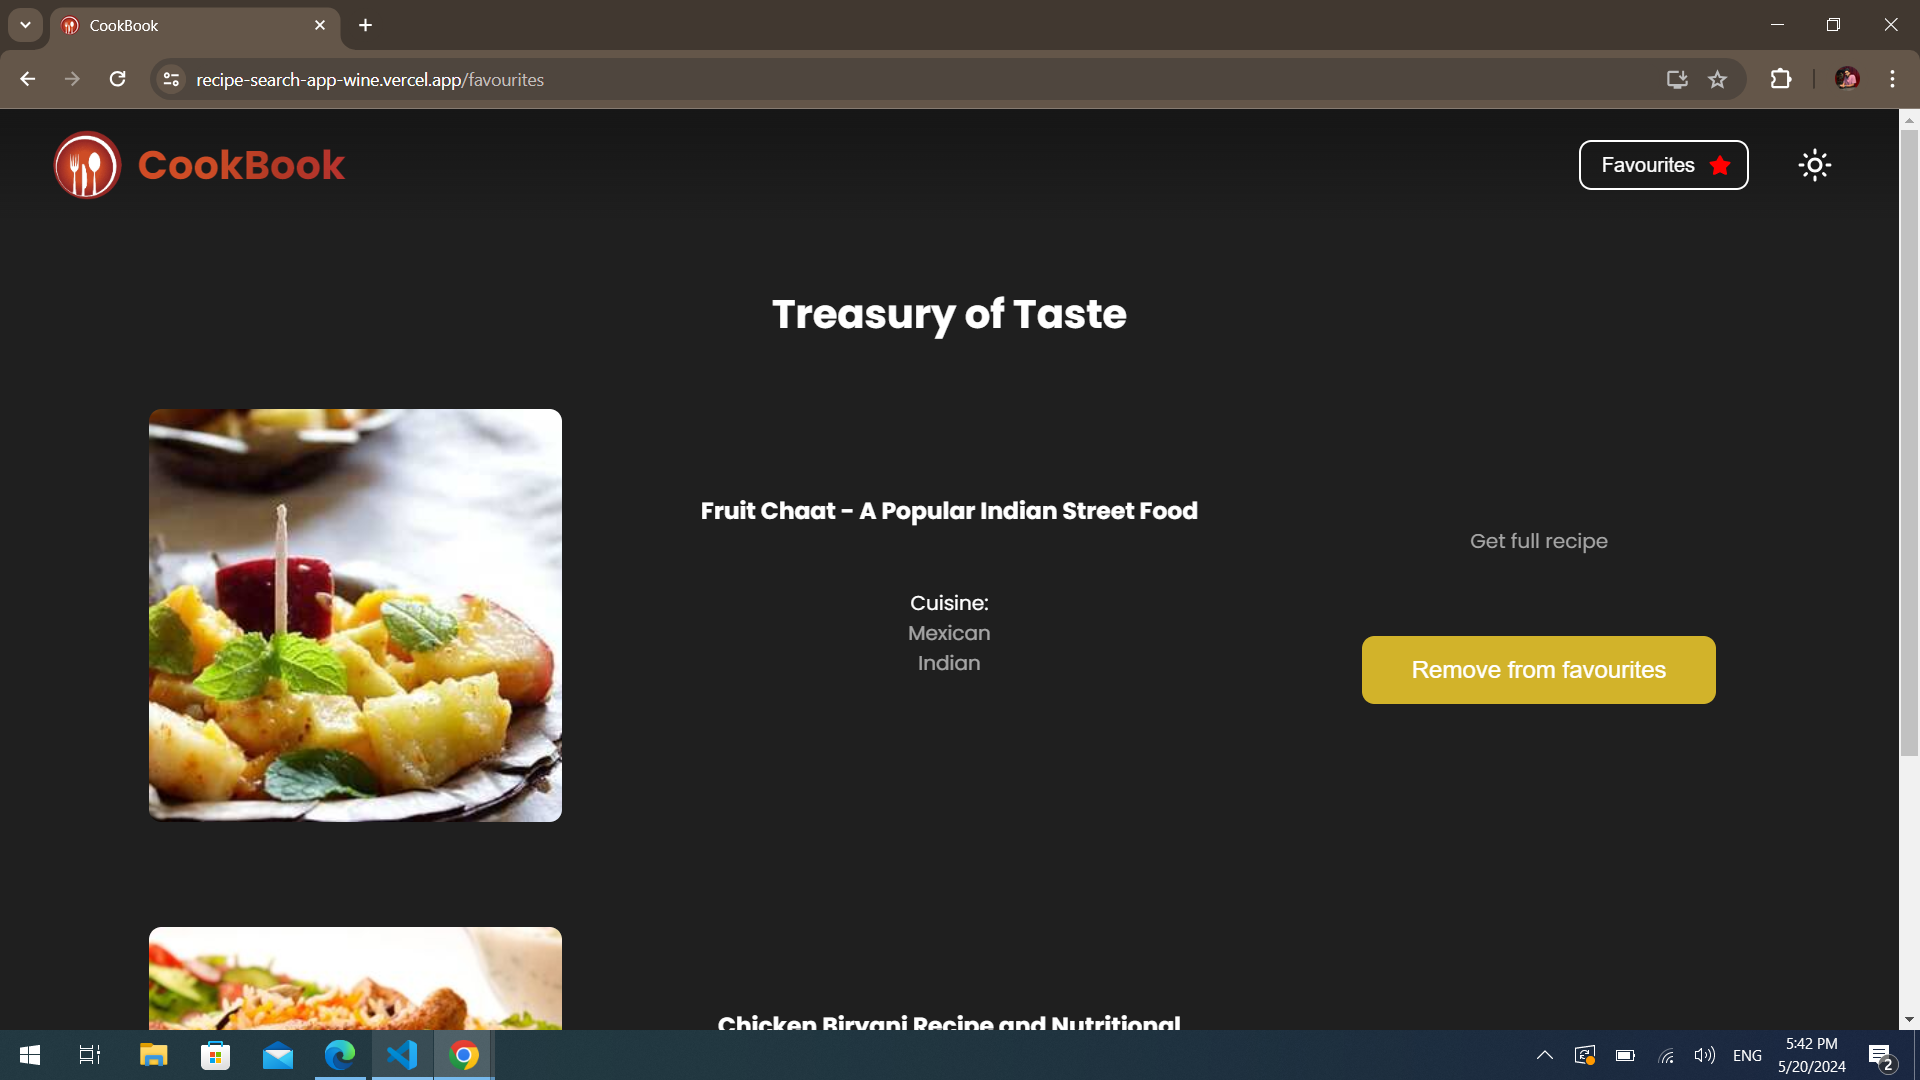 CookBook
recipe-search-app-wine.vercel.app/favourites
CookBook
Favourites
Treasury of Taste
Fruit Chaat - A Popular Indian Street Food
Cuisine:
Mexican
Indian
Get full recipe
Remove from favourites
Chicken Biryani Recipe and Nutritional
ENG
5:42 PM
5/20/2024
2